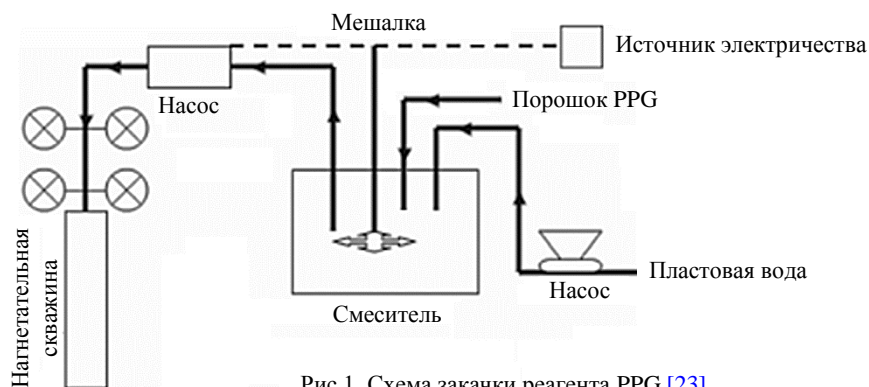 Мешалка
Источник электричества
Насос
Порошок PPG
Нагнетательная
скважина
Смеситель
Насос
Пластовая вода
Рис.1. Схема закачки реагента PPG [23]